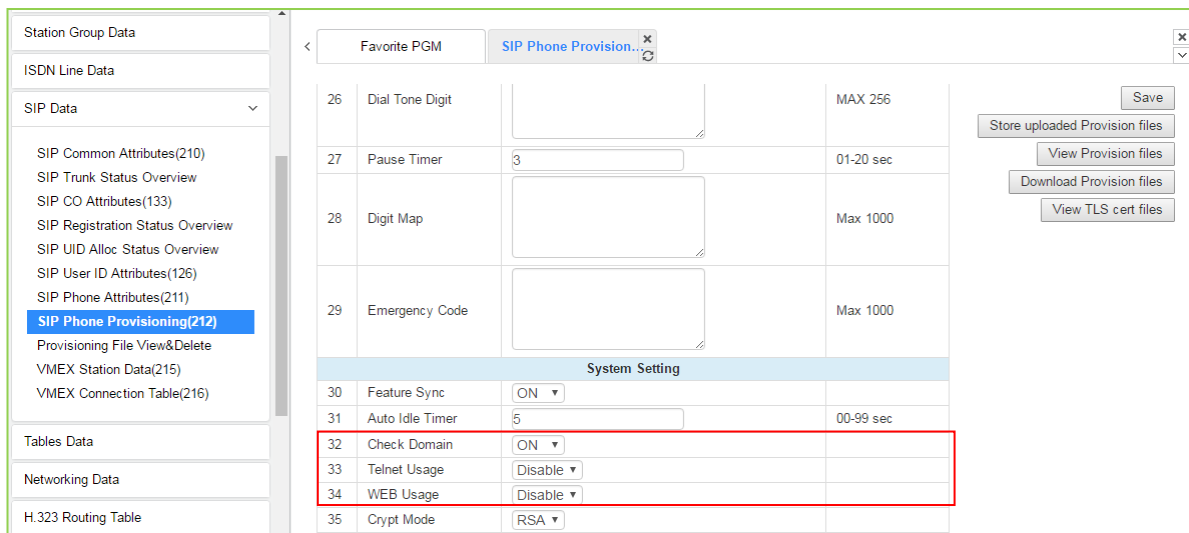 Station Group Data
ISDN Line Data
SIP Data
SIP Common Attributes(210)
SIP Trunk Status Overview
SIP CO Attributes(133)
SIP Registration Status Overview
SIP UID Alloc Status Overview
SIP User ID Attributes(126)
SIP Phone Attributes(211)
SIP Phone Provisioning(212)
Provisioning File View&Delete
VMEX Station Data(215)
VMEX Connection Table(216)
Tables Data
Networking Data
H.323 Routing Table
Favorite PGM
SIP Phone Provision...
26 Dial Tone Digit MAX 256
27 Pause Timer 3 01-20 sec
28 Digit Map Max 1000
29 Emergency Code Max 1000
System Setting
30 Feature Sync ON
31 Auto Idle Timer 5 00-99 sec
32 Check Domain ON
33 Telnet Usage Disable
34 WEB Usage Disable
35 Crypt Mode RSA
Save
Store uploaded Provision files
View Provision files
Download Provision files
View TLS cert files